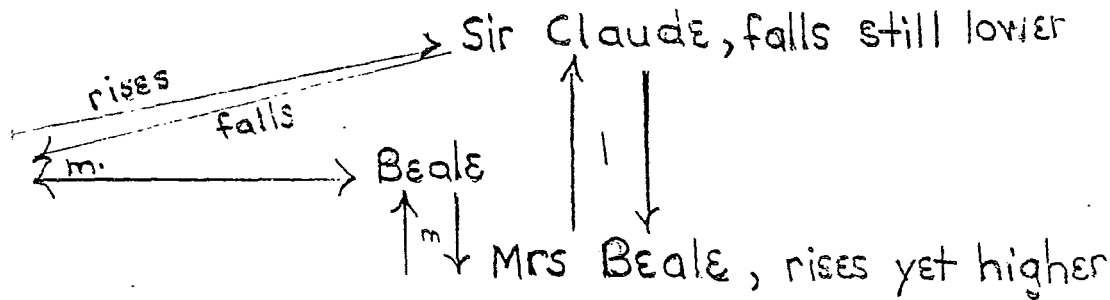 Sir Claude, falls still lower
rises
falls
m.
Beale
l
m
Mrs Beale, rises yet higher